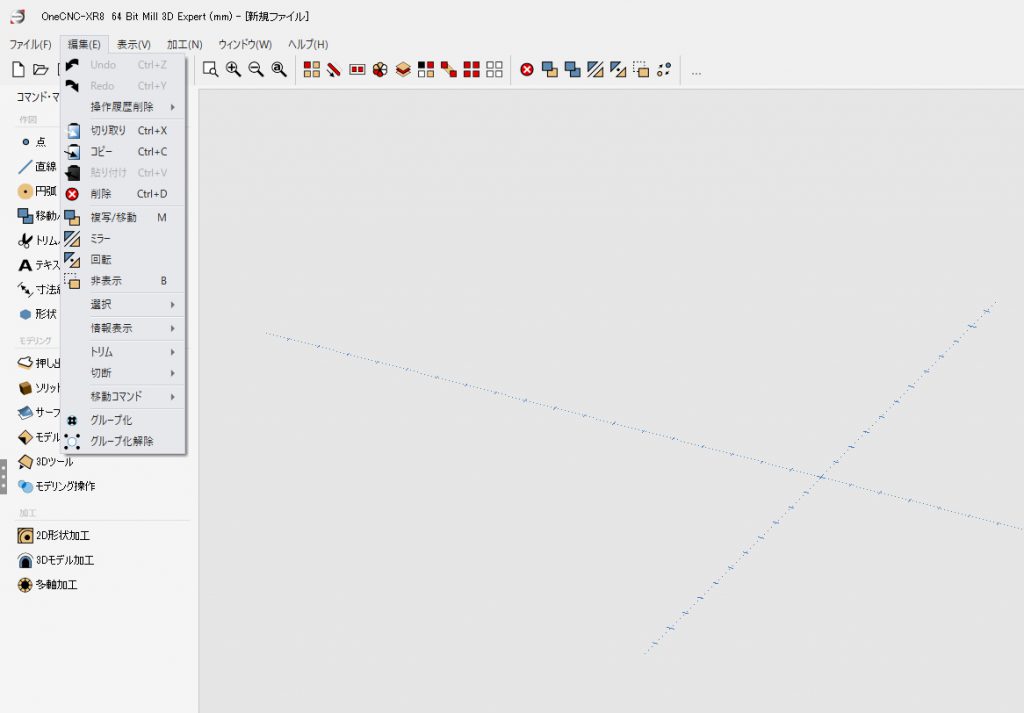 OneCNC-XR8 64 Bit Mill 3D Expert (mm) - [新規ファイル]
ファイル(F) 編集(E) 表示(V) 加工(N) ウィンドウ(W) ヘルプ(H)
コマンド・マ
作図
点
直線
円弧
移動/
トリム
テキス
寸法
形状
モデリング
押し出
ソリッ
サーフ
モデル
3Dツール
モデリング操作
加工
2D形状加工
3Dモデル加工
多軸加工
Undo Ctrl+Z
Redo Ctrl+Y
操作履歴削除
切り取り Ctrl+X
コピー Ctrl+C
貼り付け Ctrl+V
削除 Ctrl+D
複写/移動 M
ミラー
回転
非表示 B
選択
情報表示
トリム
切断
移動コマンド
グループ化
グループ化解除
...